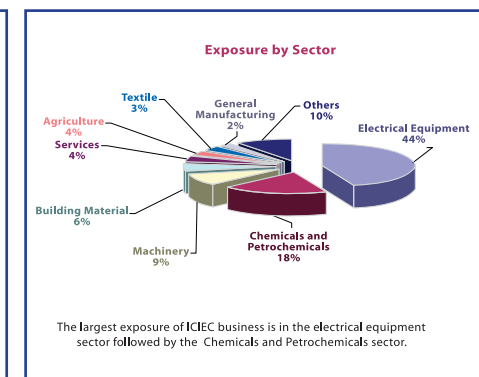 Exposure by Sector
Textile
3%
General
Manufacturing
2%
Others
10%
Agriculture
4%
Electrical Equipment
44%
Services
4%
Building Material
6%
Machinery
9%
Chemicals and
Petrochemicals
18%
The largest exposure of ICIEC business is in the electrical equipment
sector followed by the Chemicals and Petrochemicals sector.